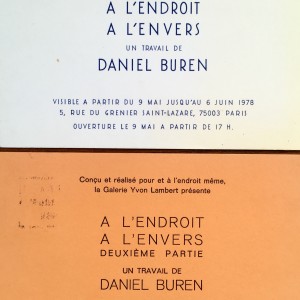 A L'ENDROIT
A L'ENVERS
UN TRAVAIL DE
DANIEL BUREN
VISIBLE A PARTIR DU 9 MAI JUSQU'AU 6 JUIN 1978
5, RUE DU GRENIER SAINT-LAZARE, 75003 PARIS
OUVERTURE LE 9 MAI A PARTIR DE 17 H.
Conçu et réalisé pour et à l'endroit même,
la Galerie Yvon Lambert présente
A L'ENDROIT
A L'ENVERS
DEUXIÈME PARTIE
UN TRAVAIL DE
DANIEL BUREN